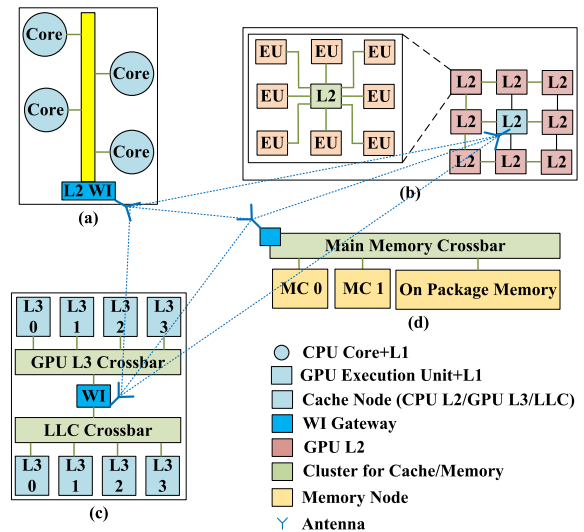 Core
Core
Core
Core
L2 WI
(a)
EU EU EU
EU L2 EU
EU EU EU
L2 L2 L2
L2 L2 L2
L2 L2 L2
(b)
L3 0 L3 1 L3 2 L3 3
GPU L3 Crossbar
WI
LLC Crossbar
L3 0 L3 1 L3 2 L3 3
(c)
Main Memory Crossbar
MC 0 MC 1 On Package Memory
(d)
CPU Core+L1
GPU Execution Unit+L1
Cache Node (CPU L2/GPU L3/LLC)
WI Gateway
GPU L2
Cluster for Cache/Memory
Memory Node
Antenna